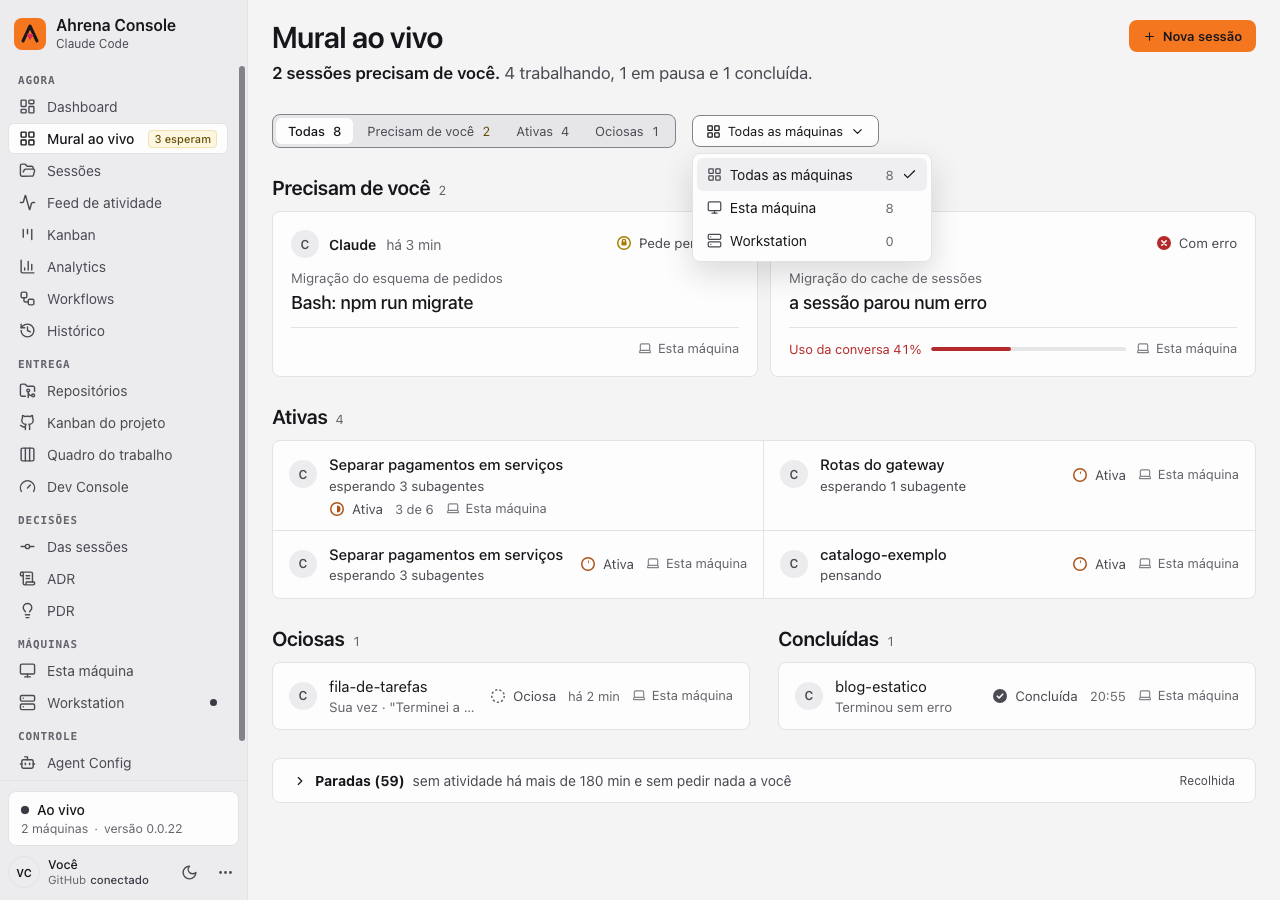 Ahrena Console
Claude Code
AGORA
Dashboard
Mural ao vivo 3 esperam
Sessões
Feed de atividade
Kanban
Analytics
Workflows
Histórico
ENTREGA
Repositórios
Kanban do projeto
Quadro do trabalho
Dev Console
DECISÕES
Das sessões
ADR
PDR
MÁQUINAS
Esta máquina
Workstation
CONTROLE
Agent Config
Ao vivo
2 máquinas · versão 0.0.22
VC
Você
GitHub conectado
Mural ao vivo
2 sessões precisam de você. 4 trabalhando, 1 em pausa e 1 concluída.
+ Nova sessão
Todas 8 Precisam de você 2 Ativas 4 Ociosas 1
Todas as máquinas
Todas as máquinas 8
Esta máquina 8
Workstation 0
Precisam de você 2
C Claude há 3 min Pede per
Migração do esquema de pedidos
Bash: npm run migrate
Esta máquina
Com erro
Migração do cache de sessões
a sessão parou num erro
Uso da conversa 41% Esta máquina
Ativas 4
C Separar pagamentos em serviços
esperando 3 subagentes
Ativa 3 de 6 Esta máquina
C Rotas do gateway
esperando 1 subagente
Ativa Esta máquina
C Separar pagamentos em serviços
esperando 3 subagentes
Ativa Esta máquina
C catalogo-exemplo
pensando
Ativa Esta máquina
Ociosas 1
C fila-de-tarefas
Sua vez · "Terminei a ...
Ociosa há 2 min Esta máquina
Concluídas 1
C blog-estatico
Terminou sem erro
Concluída 20:55 Esta máquina
Paradas (59) sem atividade há mais de 180 min e sem pedir nada a você
Recolhida